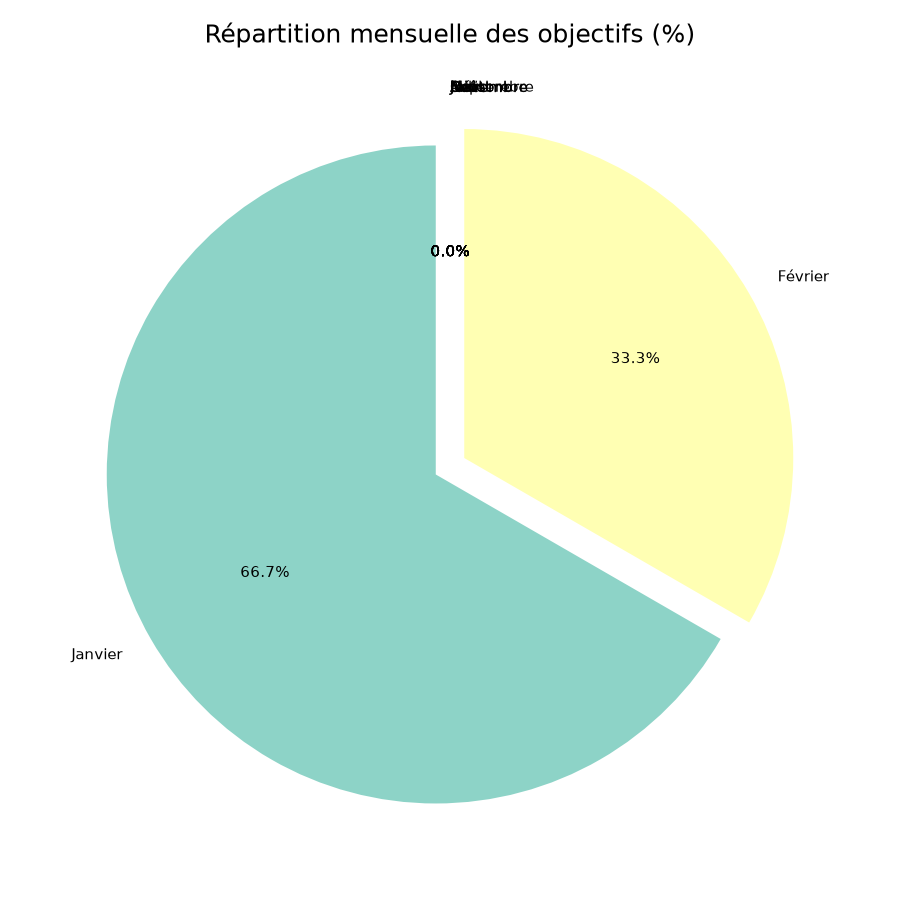 Répartition mensuelle des objectifs (%)
0.0%
Février
33.3%
66.7%
Janvier